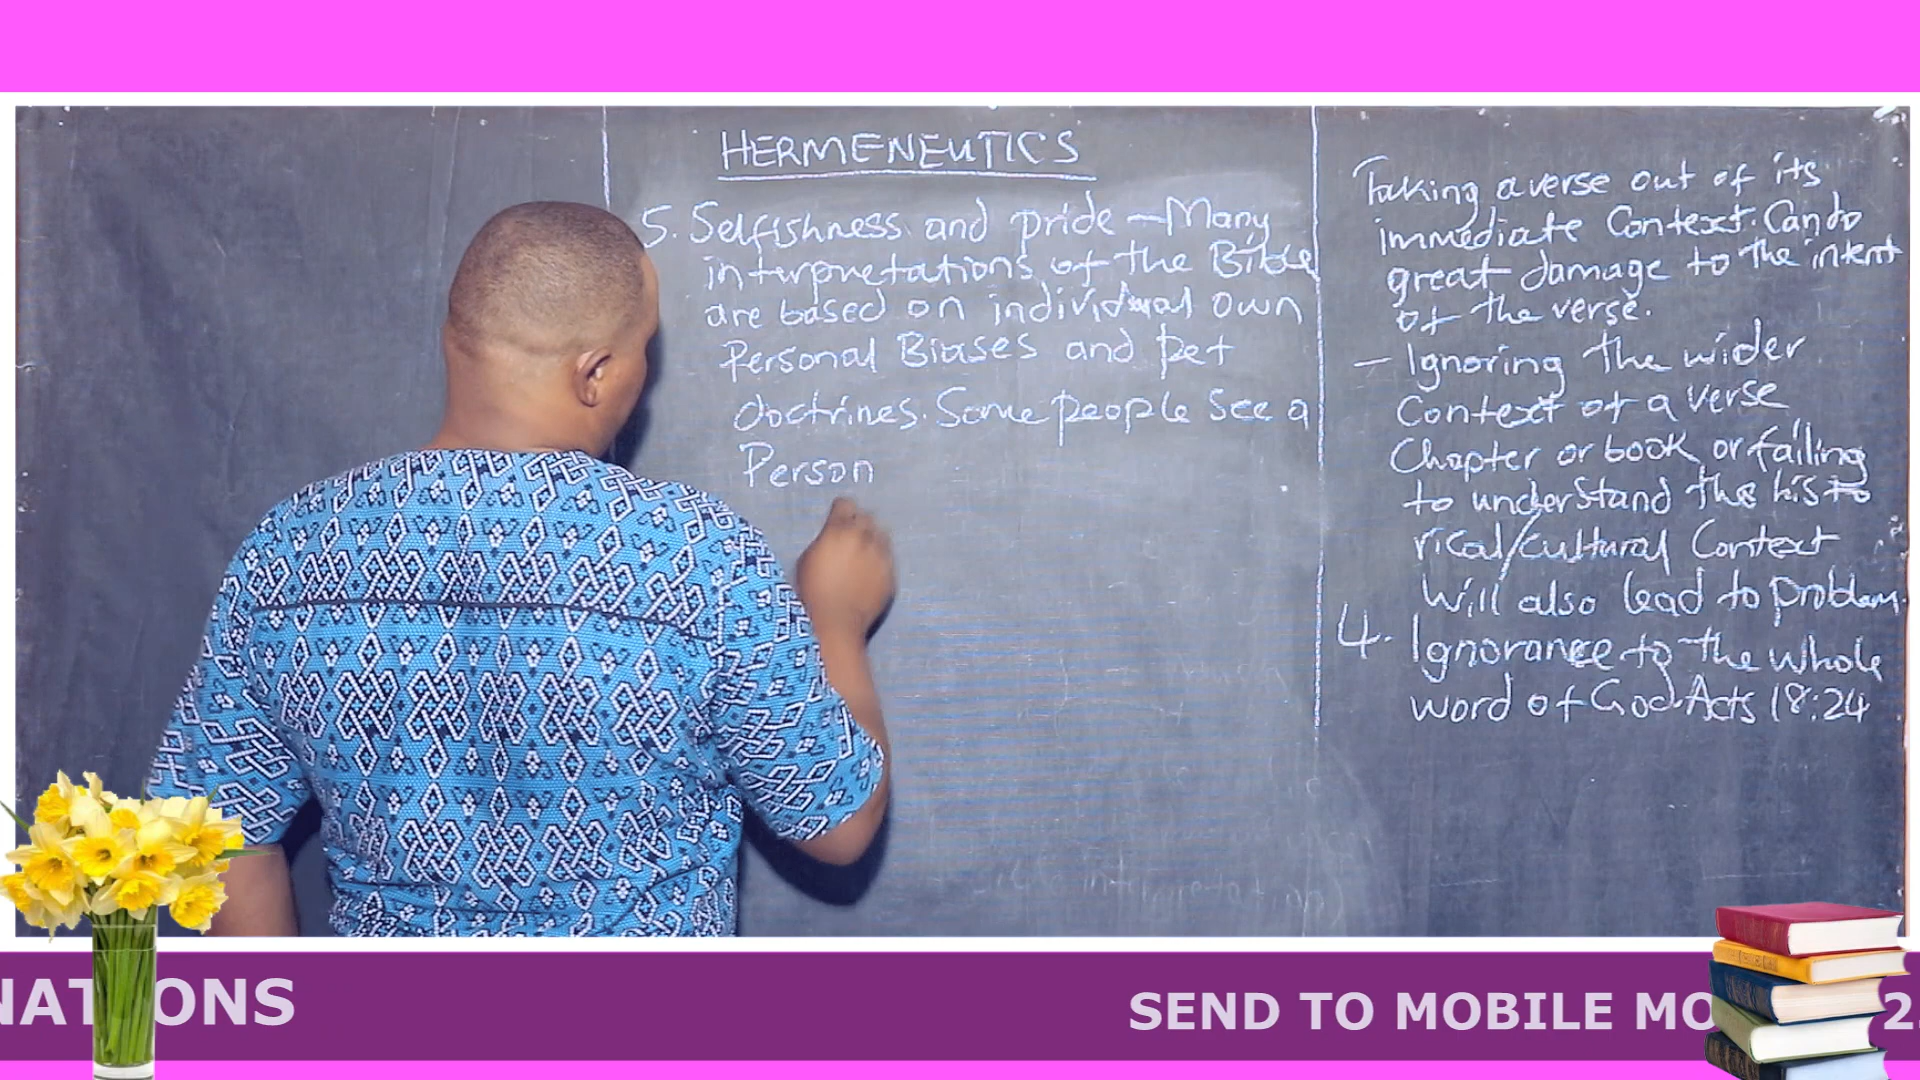 HERMENEUTICS
5. Selfishness and pride - Many
interpretations of the Bible
are based on individual own
Personal Biases and pet
doctrines. Some people see a
Person
Taking a verse out of its
immediate Context. Can do
great damage to the intent
of the verse.
- Ignoring the wider
Context of a verse
Chapter or book or failing
to understand the histo
rical/cultural Context
Will also lead to problem.
4. Ignorance to the whole
word of God Acts 18:24
NATIONS
SEND TO MOBILE MO